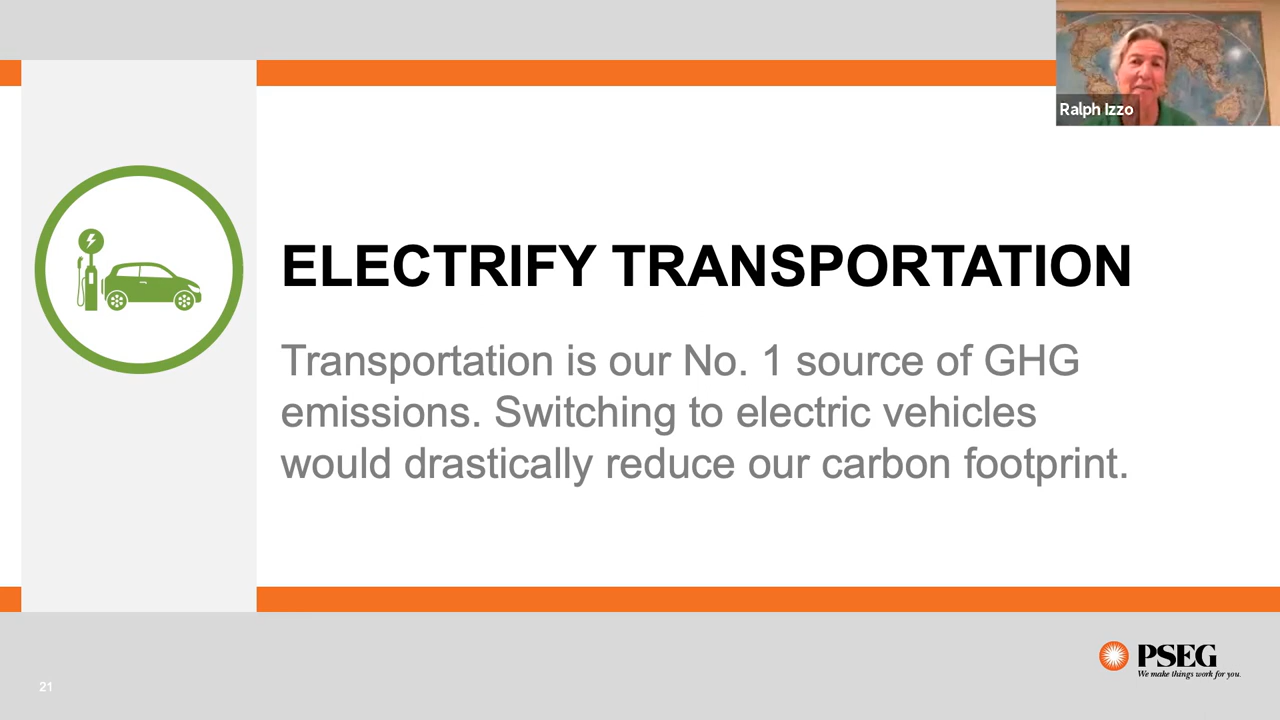 Ralph Izzo
ELECTRIFY TRANSPORTATION
Transportation is our No. 1 source of GHG
emissions. Switching to electric vehicles
would drastically reduce our carbon footprint.
PSEG
We make things work for you.
21